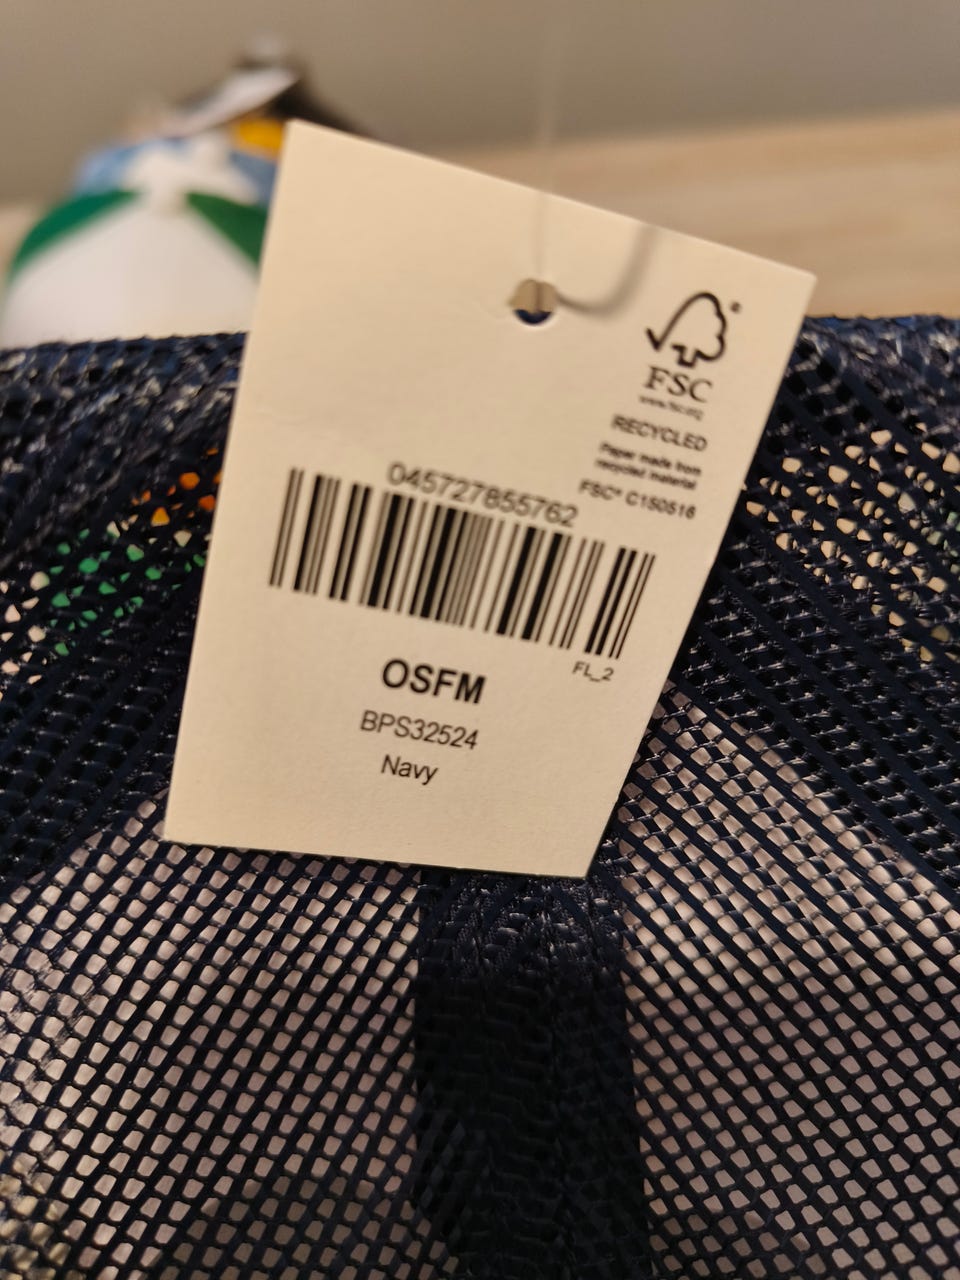 FSC®
www.fsc.org
RECYCLED
Paper made from
recycled material
FSC® C150516
045727855762
FL_2
OSFM
BPS32524
Navy